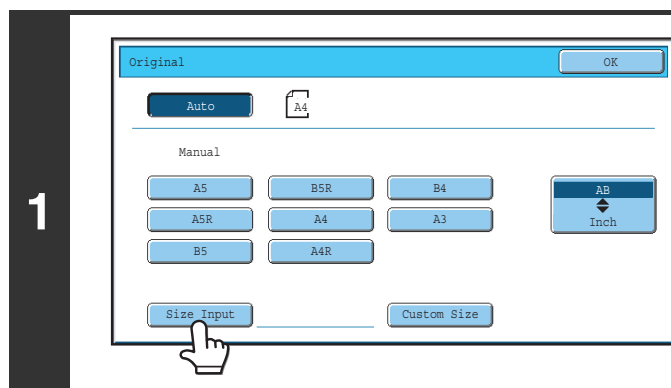 1
Original OK
Auto A4
Manual
A5 B5R B4 AB
A5R A4 A3 Inch
B5 A4R
Size Input Custom Size